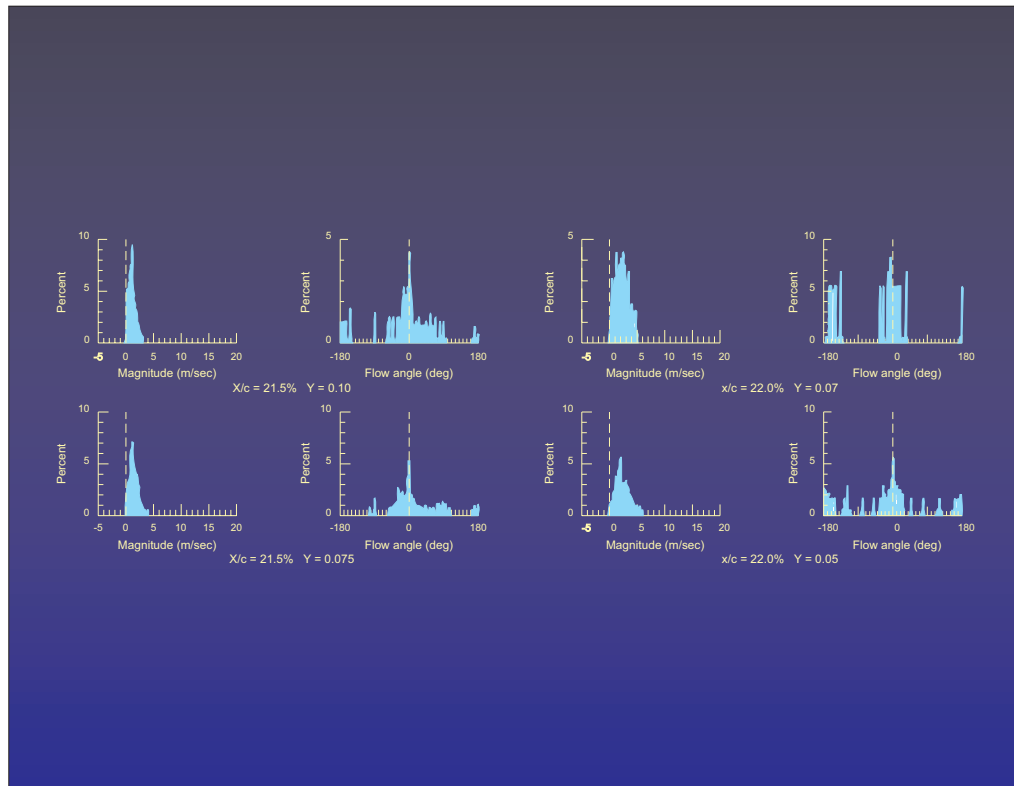 10
5
0
Percent
-5 0 5 10 15 20
Magnitude (m/sec)
5
0
Percent
-180 0 180
Flow angle (deg)
X/c = 21.5% Y = 0.10
5
0
Percent
-5 0 5 10 15 20
Magnitude (m/sec)
10
5
0
Percent
-180 0 180
Flow angle (deg)
x/c = 22.0% Y = 0.07
10
5
0
Percent
-5 0 5 10 15 20
Magnitude (m/sec)
10
5
0
Percent
-180 0 180
Flow angle (deg)
X/c = 21.5% Y = 0.075
10
5
0
Percent
-5 0 5 10 15 20
Magnitude (m/sec)
10
5
0
Percent
-180 0 180
Flow angle (deg)
x/c = 22.0% Y = 0.05